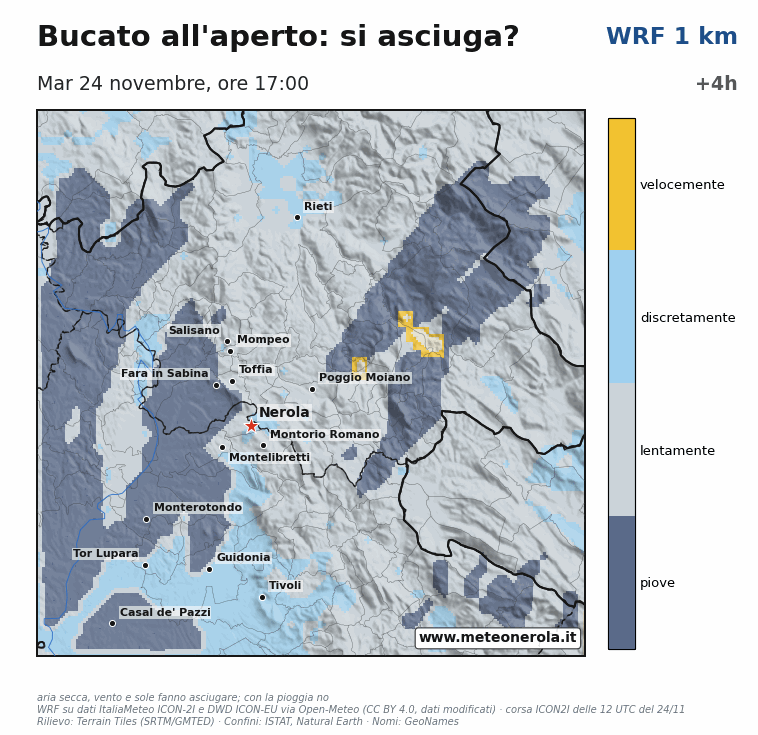 Bucato all'aperto: si asciuga?
WRF 1 km
Mar 24 novembre, ore 17:00
+4h
velocemente
discretamente
lentamente
piove
Rieti
Salisano
Mompeo
Toffia
Fara in Sabina
Poggio Moiano
Nerola
Montorio Romano
Montelibretti
Monterotondo
Tor Lupara
Guidonia
Tivoli
Casal de' Pazzi
www.meteonerola.it
aria secca, vento e sole fanno asciugare; con la pioggia no
WRF su dati ItaliaMeteo ICON-2I e DWD ICON-EU via Open-Meteo (CC BY 4.0, dati modificati) · corsa ICON2I delle 12 UTC del 24/11
Rilievo: Terrain Tiles (SRTM/GMTED) · Confini: ISTAT, Natural Earth · Nomi: GeoNames